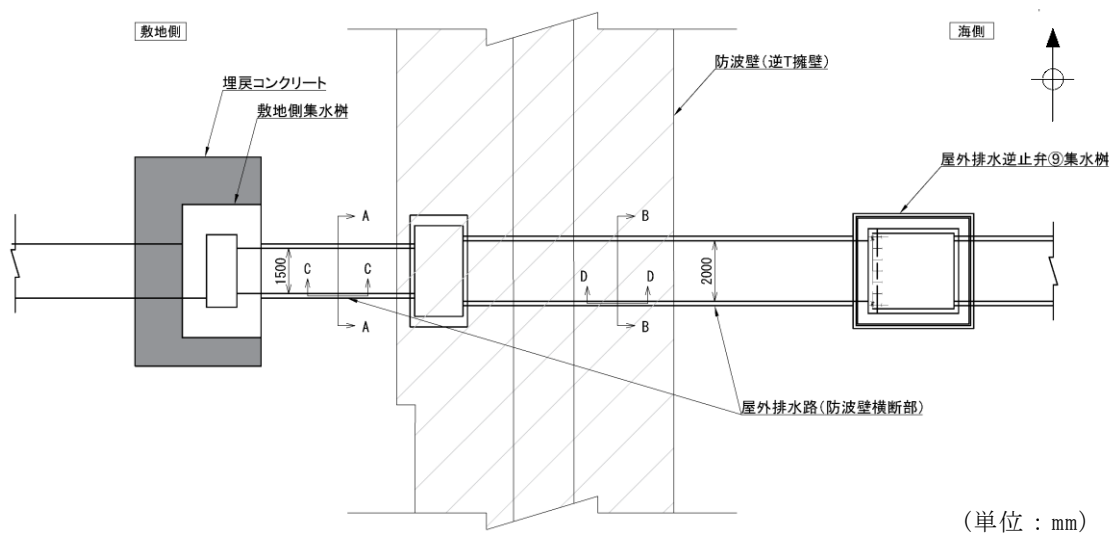 敷地側
海側
防波壁(逆T擁壁)
埋戻コンクリート
敷地側集水桝
屋外排水逆止弁⑨集水桝
A
B
1500
C
C
2000
D
D
A
B
屋外排水路(防波壁横断部)
(単位:mm)